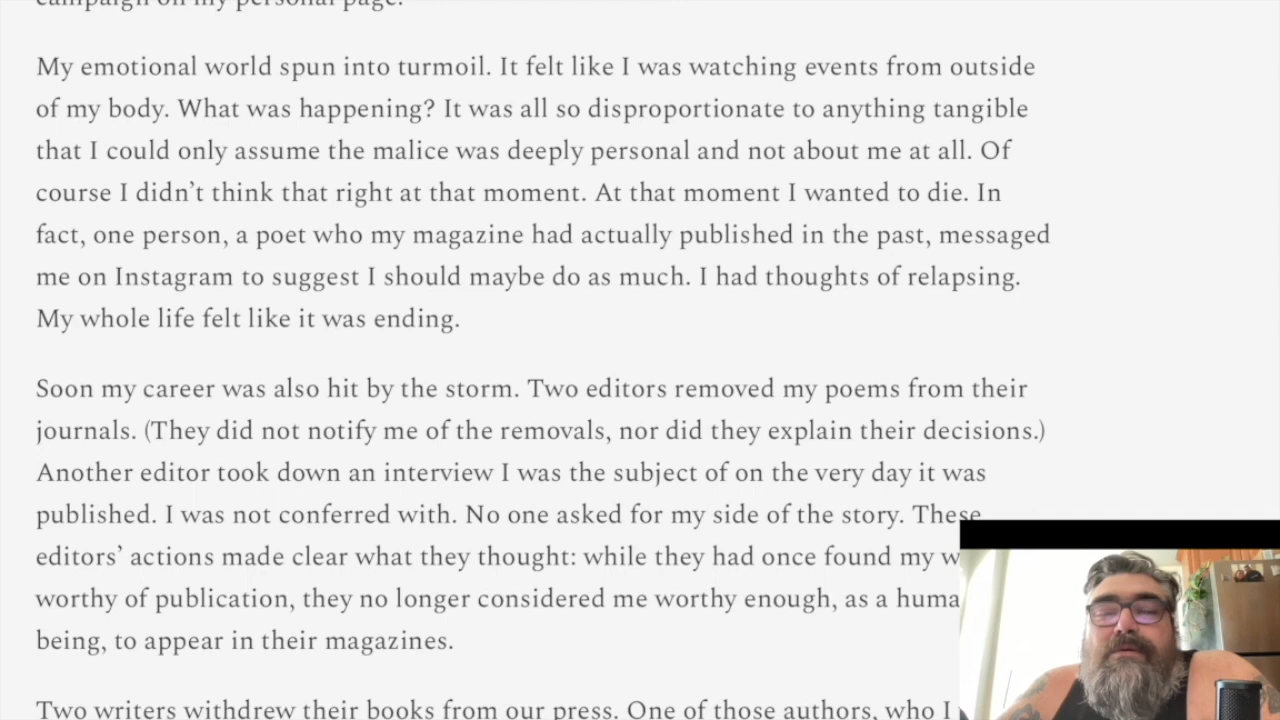 campaign on my personal page.
My emotional world spun into turmoil. It felt like I was watching events from outside
of my body. What was happening? It was all so disproportionate to anything tangible
that I could only assume the malice was deeply personal and not about me at all. Of
course I didn’t think that right at that moment. At that moment I wanted to die. In
fact, one person, a poet who my magazine had actually published in the past, messaged
me on Instagram to suggest I should maybe do as much. I had thoughts of relapsing.
My whole life felt like it was ending.
Soon my career was also hit by the storm. Two editors removed my poems from their
journals. (They did not notify me of the removals, nor did they explain their decisions.)
Another editor took down an interview I was the subject of on the very day it was
published. I was not conferred with. No one asked for my side of the story. These
editors’ actions made clear what they thought: while they had once found my
worthy of publication, they no longer considered me worthy enough, as a
being, to appear in their magazines.
Two writers withdrew their books from our press. One of those authors, who I